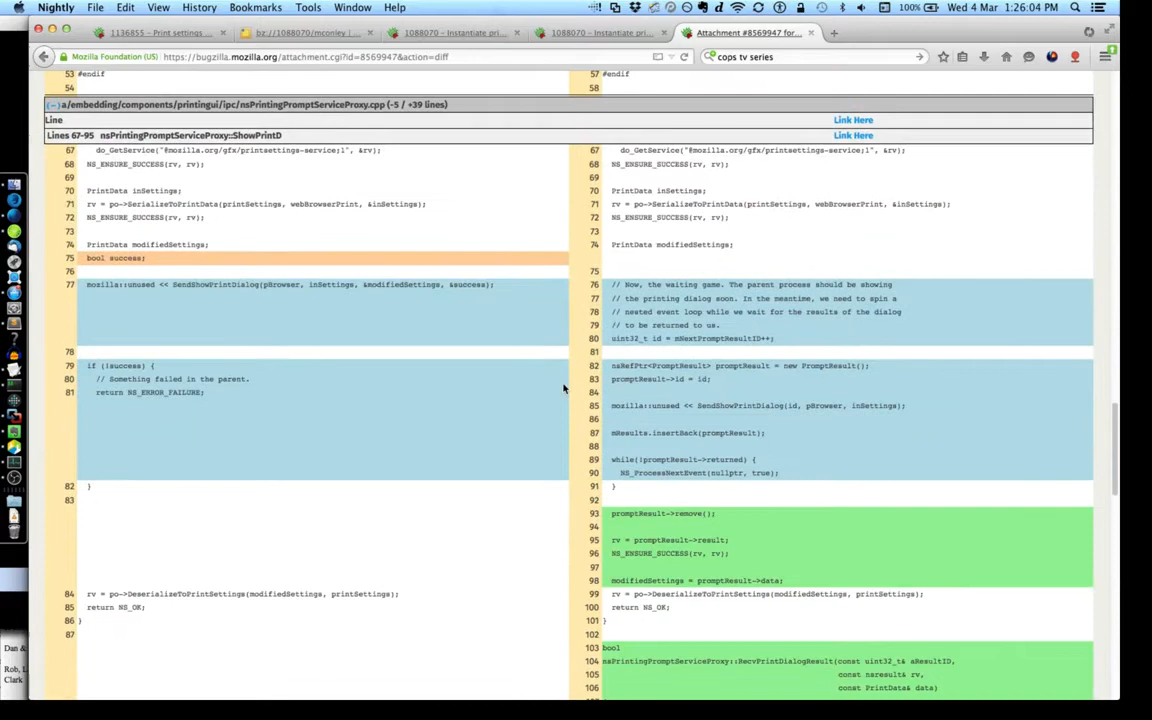 Nightly File Edit View History Bookmarks Tools Window Help 100% Wed 4 Mar 1:26:04 PM
1136855 - Print settings ... bz://1088070/mconley | ... 1088070 - Instantiate pri... 1088070 - Instantiate pri... Attachment #8569947 for...
Mozilla Foundation (US) https://bugzilla.mozilla.org/attachment.cgi?id=8569947&action=diff cops tv series
53 #endif 57 #endif
58
(−)a/embedding/components/printingui/ipc/nsPrintingPromptServiceProxy.cpp (-5 / +39 lines)
Line Link Here
Lines 67-95 nsPrintingPromptServiceProxy::ShowPrintD Link Here
67 do_GetService("@mozilla.org/gfx/printsettings-service;1", &rv); 67 do_GetService("@mozilla.org/gfx/printsettings-service;1", &rv);
68 NS_ENSURE_SUCCESS(rv, rv); 68 NS_ENSURE_SUCCESS(rv, rv);
69 69
70 PrintData inSettings; 70 PrintData inSettings;
71 rv = po->SerializeToPrintData(printSettings, webBrowserPrint, &inSettings); 71 rv = po->SerializeToPrintData(printSettings, webBrowserPrint, &inSettings);
72 NS_ENSURE_SUCCESS(rv, rv); 72 NS_ENSURE_SUCCESS(rv, rv);
73 73
74 PrintData modifiedSettings; 74 PrintData modifiedSettings;
75 bool success;
76 75
77 mozilla::unused << SendShowPrintDialog(pBrowser, inSettings, &modifiedSettings, &success); 76 // Now, the waiting game. The parent process should be showing
77 // the printing dialog soon. In the meantime, we need to spin a
78 // nested event loop while we wait for the results of the dialog
79 // to be returned to us.
80 uint32_t id = mNextPromptResultID++;
78 81
79 if (!success) { 82 nsRefPtr<PromptResult> promptResult = new PromptResult();
80 // Something failed in the parent. 83 promptResult->id = id;
81 return NS_ERROR_FAILURE; 84
85 mozilla::unused << SendShowPrintDialog(id, pBrowser, inSettings);
86
87 mResults.insertBack(promptResult);
88
89 while(!promptResult->returned) {
90 NS_ProcessNextEvent(nullptr, true);
82 } 91 }
83 92
93 promptResult->remove();
94
95 rv = promptResult->result;
96 NS_ENSURE_SUCCESS(rv, rv);
97
98 modifiedSettings = promptResult->data;
84 rv = po->DeserializeToPrintSettings(modifiedSettings, printSettings); 99 rv = po->DeserializeToPrintSettings(modifiedSettings, printSettings);
85 return NS_OK; 100 return NS_OK;
86 } 101 }
87 102
103 bool
104 nsPrintingPromptServiceProxy::RecvPrintDialogResult(const uint32_t& aResultID,
105 const nsresult& rv,
106 const PrintData& data)
Dan &
Rob, L
Clark